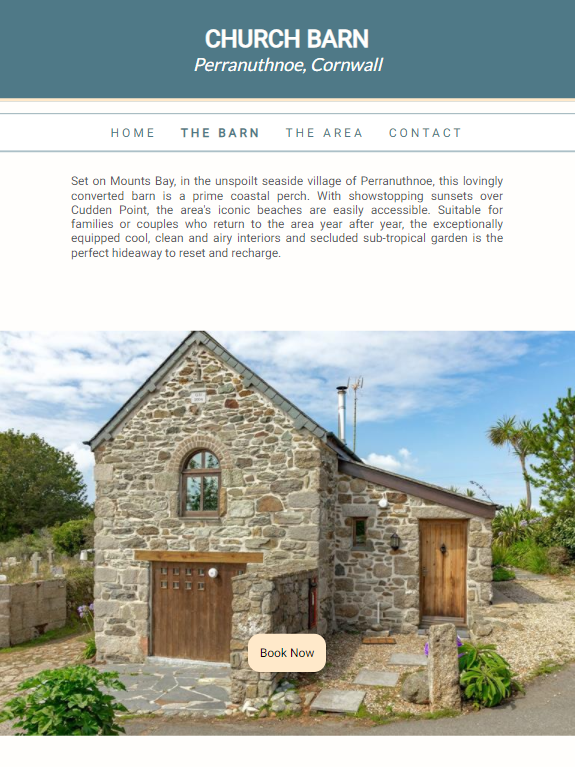 CHURCH BARN
Perranuthnoe, Cornwall
HOME THE BARN THE AREA CONTACT
Set on Mounts Bay, in the unspoilt seaside village of Perranuthnoe, this lovingly
converted barn is a prime coastal perch. With showstopping sunsets over
Cudden Point, the area's iconic beaches are easily accessible. Suitable for
families or couples who return to the area year after year, the exceptionally
equipped cool, clean and airy interiors and secluded sub-tropical garden is the
perfect hideaway to reset and recharge.
Book Now